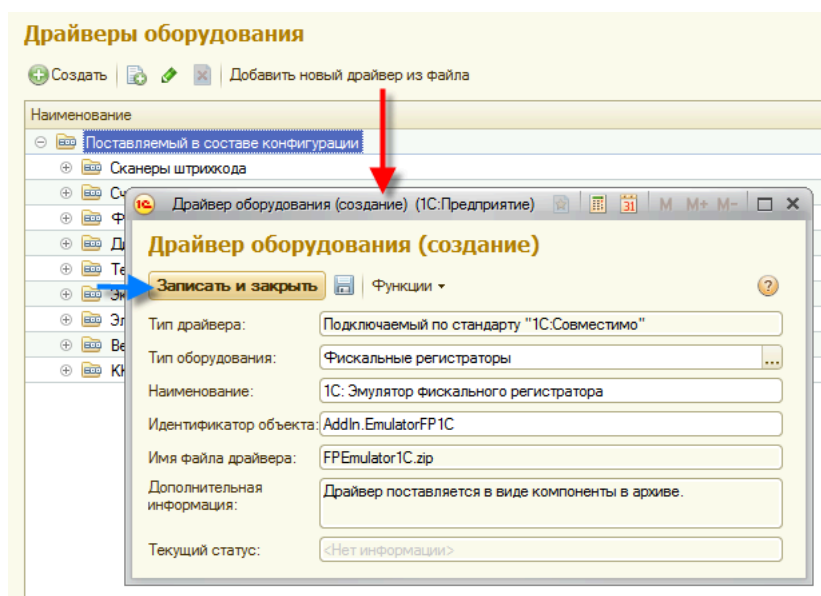 Драйверы оборудования
Создать Добавить новый драйвер из файла
Наименование
Поставляемый в составе конфигурации
Сканеры штрихкода
Драйвер оборудования (создание) (1С:Предприятие) 31 M M+ M-
Драйвер оборудования (создание)
Записать и закрыть Функции ?
Тип драйвера: Подключаемый по стандарту "1С:Совместимо"
Тип оборудования: Фискальные регистраторы ...
Наименование: 1С: Эмулятор фискального регистратора
Идентификатор объекта: AddIn.EmulatorFP1C
Имя файла драйвера: FPEmulator1C.zip
Дополнительная информация: Драйвер поставляется в виде компоненты в архиве.
Текущий статус: <Нет информации>